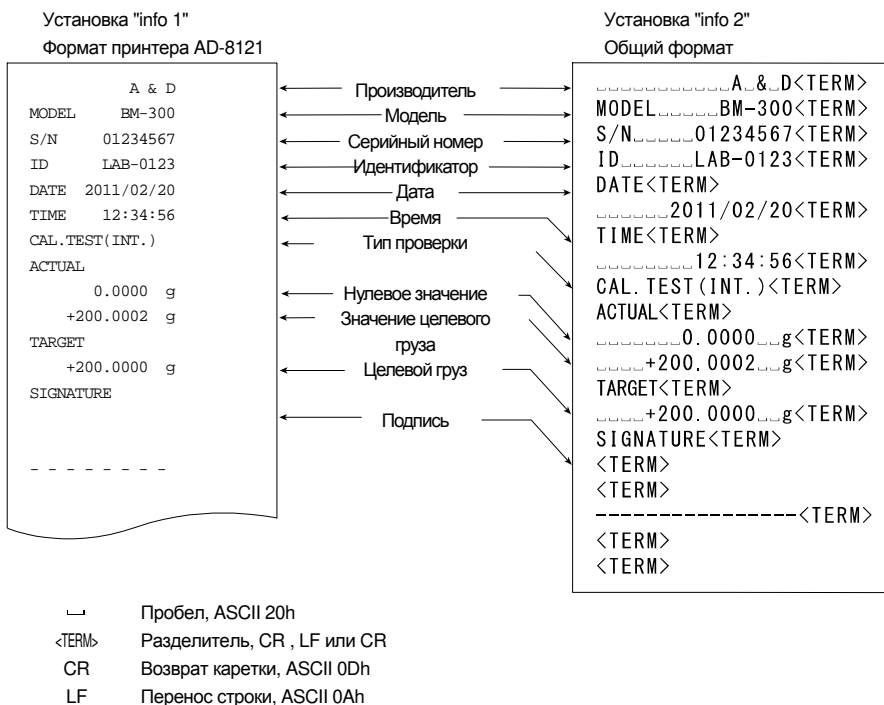 Установка "info 1"
Формат принтера AD-8121
A & D
MODEL BM-300
S/N 01234567
ID LAB-0123
DATE 2011/02/20
TIME 12:34:56
CAL.TEST(INT.)
ACTUAL
0.0000 g
+200.0002 g
TARGET
+200.0000 g
SIGNATURE
- - - - - - - -
Производитель
Модель
Серийный номер
Идентификатор
Дата
Время
Тип проверки
Нулевое значение
Значение целевого
груза
Целевой груз
Подпись
Установка "info 2"
Общий формат
␣␣␣␣␣␣␣␣␣␣␣A␣&␣D<TERM>
MODEL␣␣␣␣␣BM-300<TERM>
S/N␣␣␣␣␣01234567<TERM>
ID␣␣␣␣␣␣LAB-0123<TERM>
DATE<TERM>
␣␣␣␣␣␣2011/02/20<TERM>
TIME<TERM>
␣␣␣␣␣␣␣␣12:34:56<TERM>
CAL.TEST(INT.)<TERM>
ACTUAL<TERM>
␣␣␣␣␣␣␣0.0000␣␣g<TERM>
␣␣␣␣+200.0002␣␣g<TERM>
TARGET<TERM>
␣␣␣␣+200.0000␣␣g<TERM>
SIGNATURE<TERM>
<TERM>
<TERM>
----------------<TERM>
<TERM>
<TERM>
␣ Пробел, ASCII 20h
<TERM> Разделитель, CR , LF или CR
CR Возврат каретки, ASCII 0Dh
LF Перенос строки, ASCII 0Ah